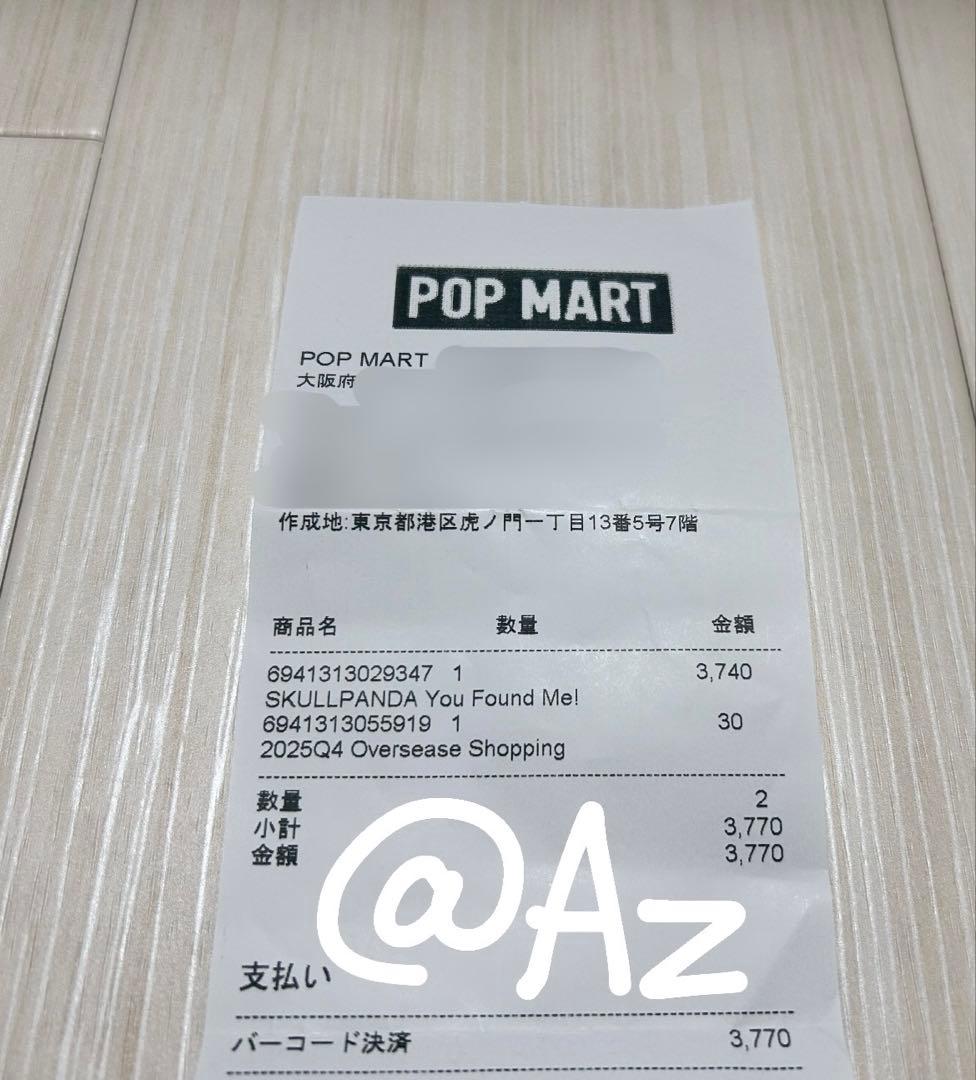 POP MART
POP MART
大阪府
作成地:東京都港区虎ノ門一丁目13番5号7階
商品名 數量 金額
6941313029347 1 3,740
SKULLPANDA You Found Me!
6941313055919 1 30
2025Q4 Oversease Shopping
數量 2
小計 3,770
金額 3,770
@Az
支払い
バーコード決済 3,770